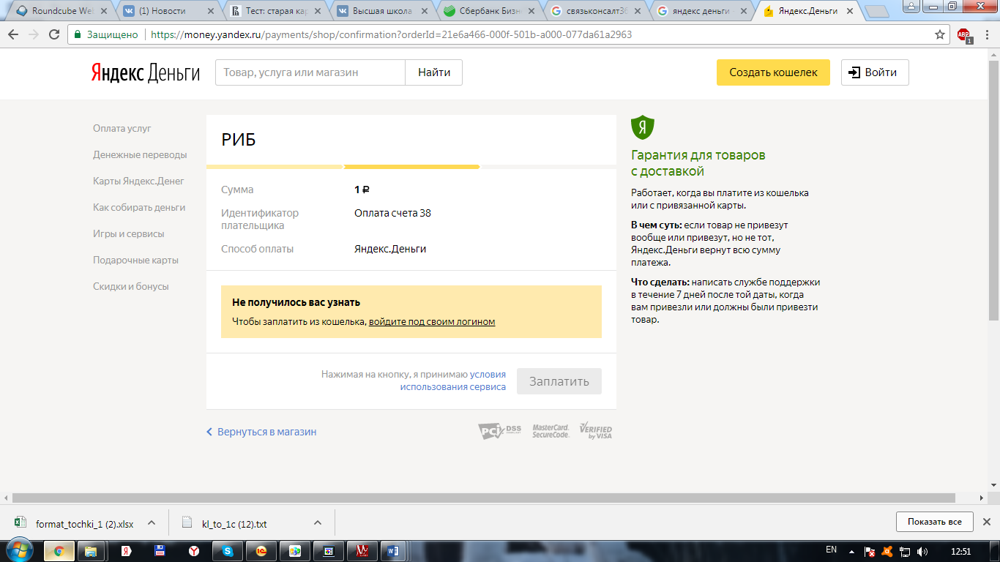 Roundcube Web
(1) Новости
Тест: старая кар
Высшая школа
Сбербанк Бизн
связьконсалт36
яндекс деньги
Яндекс.Деньги
Защищено
https://money.yandex.ru/payments/shop/confirmation?orderId=21e6a466-000f-501b-a000-077da61a2963
ABP
1
Яндекс Деньги
Товар, услуга или магазин
Найти
Создать кошелек
Войти
Оплата услуг
Денежные переводы
Карты Яндекс.Денег
Как собирать деньги
Игры и сервисы
Подарочные карты
Скидки и бонусы
РИБ
Сумма
1 ₽
Идентификатор
плательщика
Оплата счета 38
Способ оплаты
Яндекс.Деньги
Не получилось вас узнать
Чтобы заплатить из кошелька, войдите под своим логином
Нажимая на кнопку, я принимаю условия
использования сервиса
Заплатить
Вернуться в магазин
PCI DSS
COMPLIANT
MasterCard.
SecureCode.
VERIFIED
by VISA
Я
Гарантия для товаров
с доставкой
Работает, когда вы платите из кошелька
или с привязанной карты.
В чем суть: если товар не привезут
вообще или привезут, но не тот,
Яндекс.Деньги вернут всю сумму
платежа.
Что сделать: написать службе поддержки
в течение 7 дней после той даты, когда
вам привезли или должны были привезти
товар.
format_tochki_1 (2).xlsx
kl_to_1c (12).txt
Показать все
EN
12:51